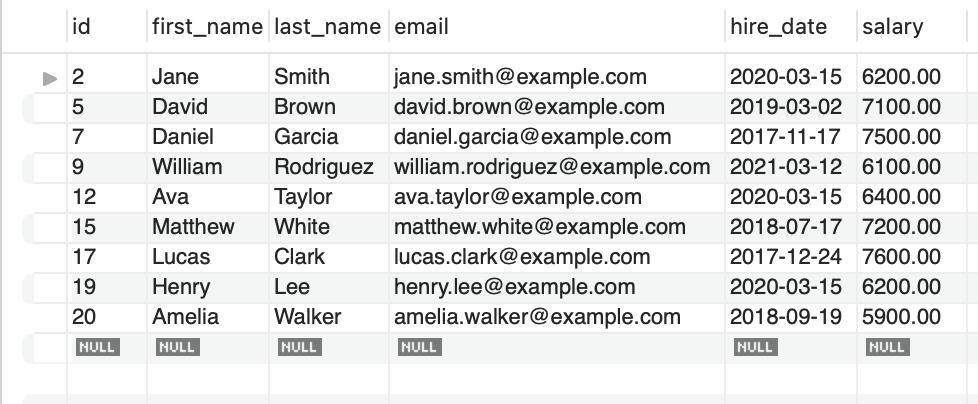 id first_name last_name email hire_date salary
2 Jane Smith jane.smith@example.com 2020-03-15 6200.00
5 David Brown david.brown@example.com 2019-03-02 7100.00
7 Daniel Garcia daniel.garcia@example.com 2017-11-17 7500.00
9 William Rodriguez william.rodriguez@example.com 2021-03-12 6100.00
12 Ava Taylor ava.taylor@example.com 2020-03-15 6400.00
15 Matthew White matthew.white@example.com 2018-07-17 7200.00
17 Lucas Clark lucas.clark@example.com 2017-12-24 7600.00
19 Henry Lee henry.lee@example.com 2020-03-15 6200.00
20 Amelia Walker amelia.walker@example.com 2018-09-19 5900.00
NULL NULL NULL NULL NULL NULL